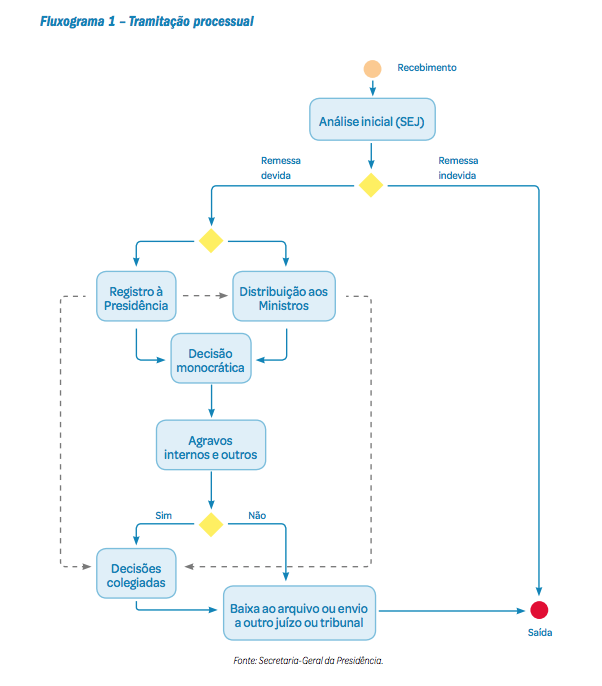 Fluxograma 1 – Tramitação processual
Recebimento
Análise inicial (SEJ)
Remessa
devida
Remessa
indevida
Registro à
Presidência
Distribuição aos
Ministros
Decisão
monocrática
Agravos
internos e outros
Sim
Não
Decisões
colegiadas
Baixa ao arquivo ou envio
a outro juízo ou tribunal
Saída
Fonte: Secretaria-Geral da Presidência.